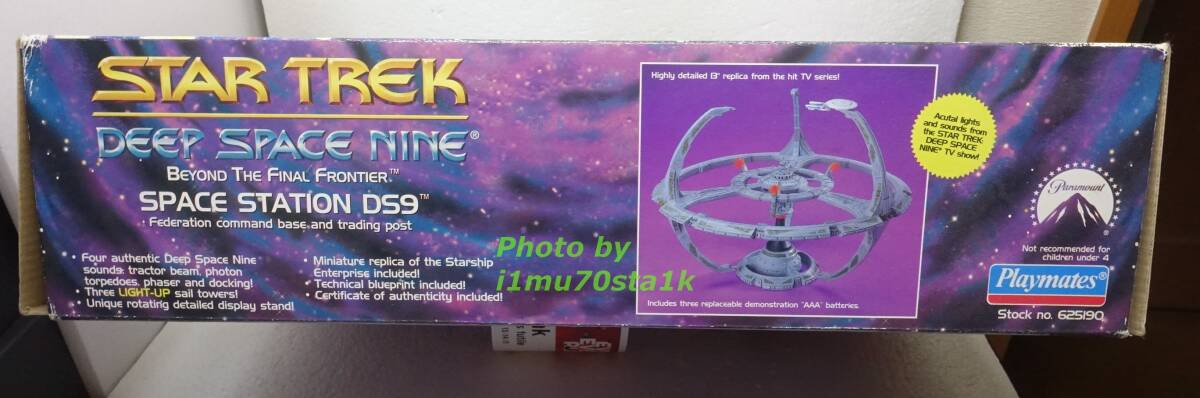 STAR TREK
DEEP SPACE NINE®
BEYOND THE FINAL FRONTIER™
SPACE STATION DS9™
• Federation command base and trading post
• Four authentic Deep Space Nine
sounds: tractor beam, photon
torpedoes, phaser and docking!
• Three LIGHT-UP sail towers!
• Unique rotating detailed display stand!
• Miniature replica of the Starship
Enterprise included!
• Technical blueprint included!
• Certificate of authenticity included!
Photo by
i1mu70sta1k
Highly detailed 13" replica from the hit TV series!
Includes three replaceable demonstration "AAA" batteries.
Acutal lights
and sounds from
the STAR TREK:
DEEP SPACE
NINE® TV show!
Paramount
®
Not recommended for
children under 4
Playmates®
Stock no. 625190